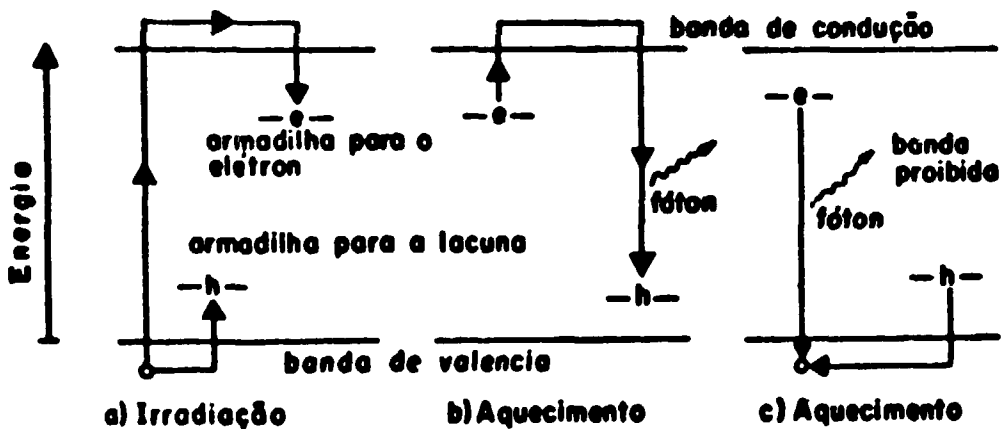 banda de condução
Energia
— e —
armadilha para o
elétron
armadilha para a lacuna
— h —
banda de valencia
a) Irradiação
— e —
fóton
— h —
b) Aquecimento
— e —
banda
proibida
fóton
— h —
c) Aquecimento